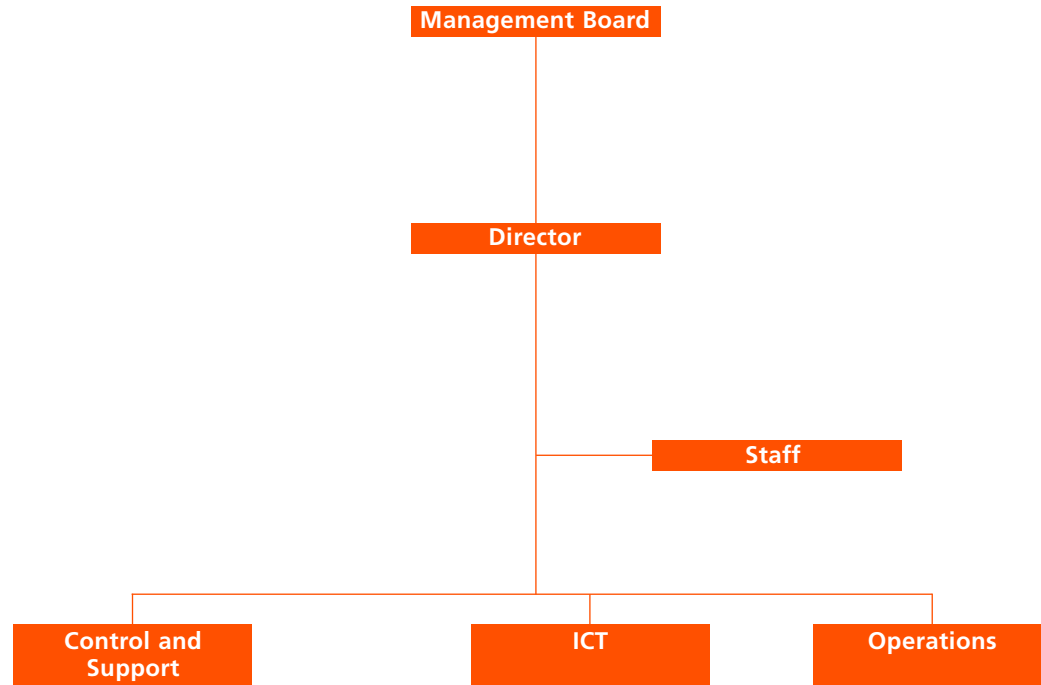 Management Board
Director
Staff
Control and
Support
ICT
Operations